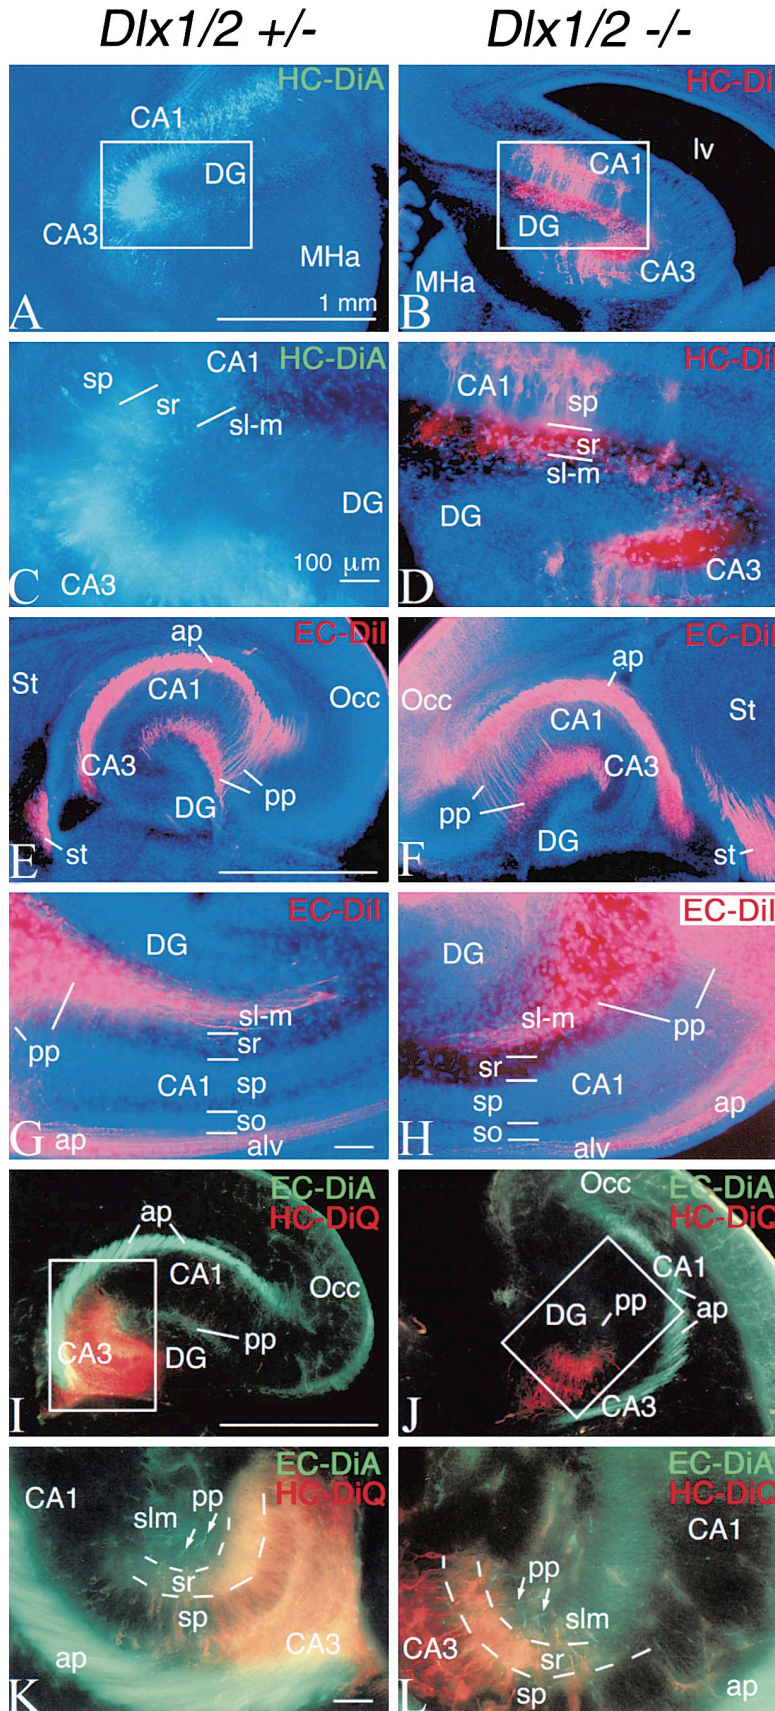 Dlx1/2 +/-
Dlx1/2 -/-
HC-DiA
CA1
DG
CA3
MHa
1 mm
A
HC-DiI
CA1
lv
DG
CA3
MHa
B
CA1
HC-DiA
sp
sr
sl-m
DG
100 µm
CA3
C
HC-DiI
CA1
sp
sr
sl-m
DG
CA3
D
EC-DiI
ap
St
CA1
Occ
CA3
pp
DG
st
E
EC-DiI
ap
Occ
CA1
St
CA3
pp
DG
st
F
EC-DiI
DG
sl-m
sr
pp
CA1
sp
so
ap
alv
G
EC-DiI
DG
sl-m
pp
sr
CA1
sp
ap
so
alv
H
EC-DiA
HC-DiQ
ap
CA1
Occ
pp
CA3
DG
I
Occ
EC-DiA
HC-DiQ
CA1
pp
DG
ap
CA3
J
EC-DiA
HC-DiQ
CA1
pp
slm
sr
sp
CA3
ap
K
EC-DiA
HC-DiQ
CA1
pp
slm
CA3
sr
sp
ap
L